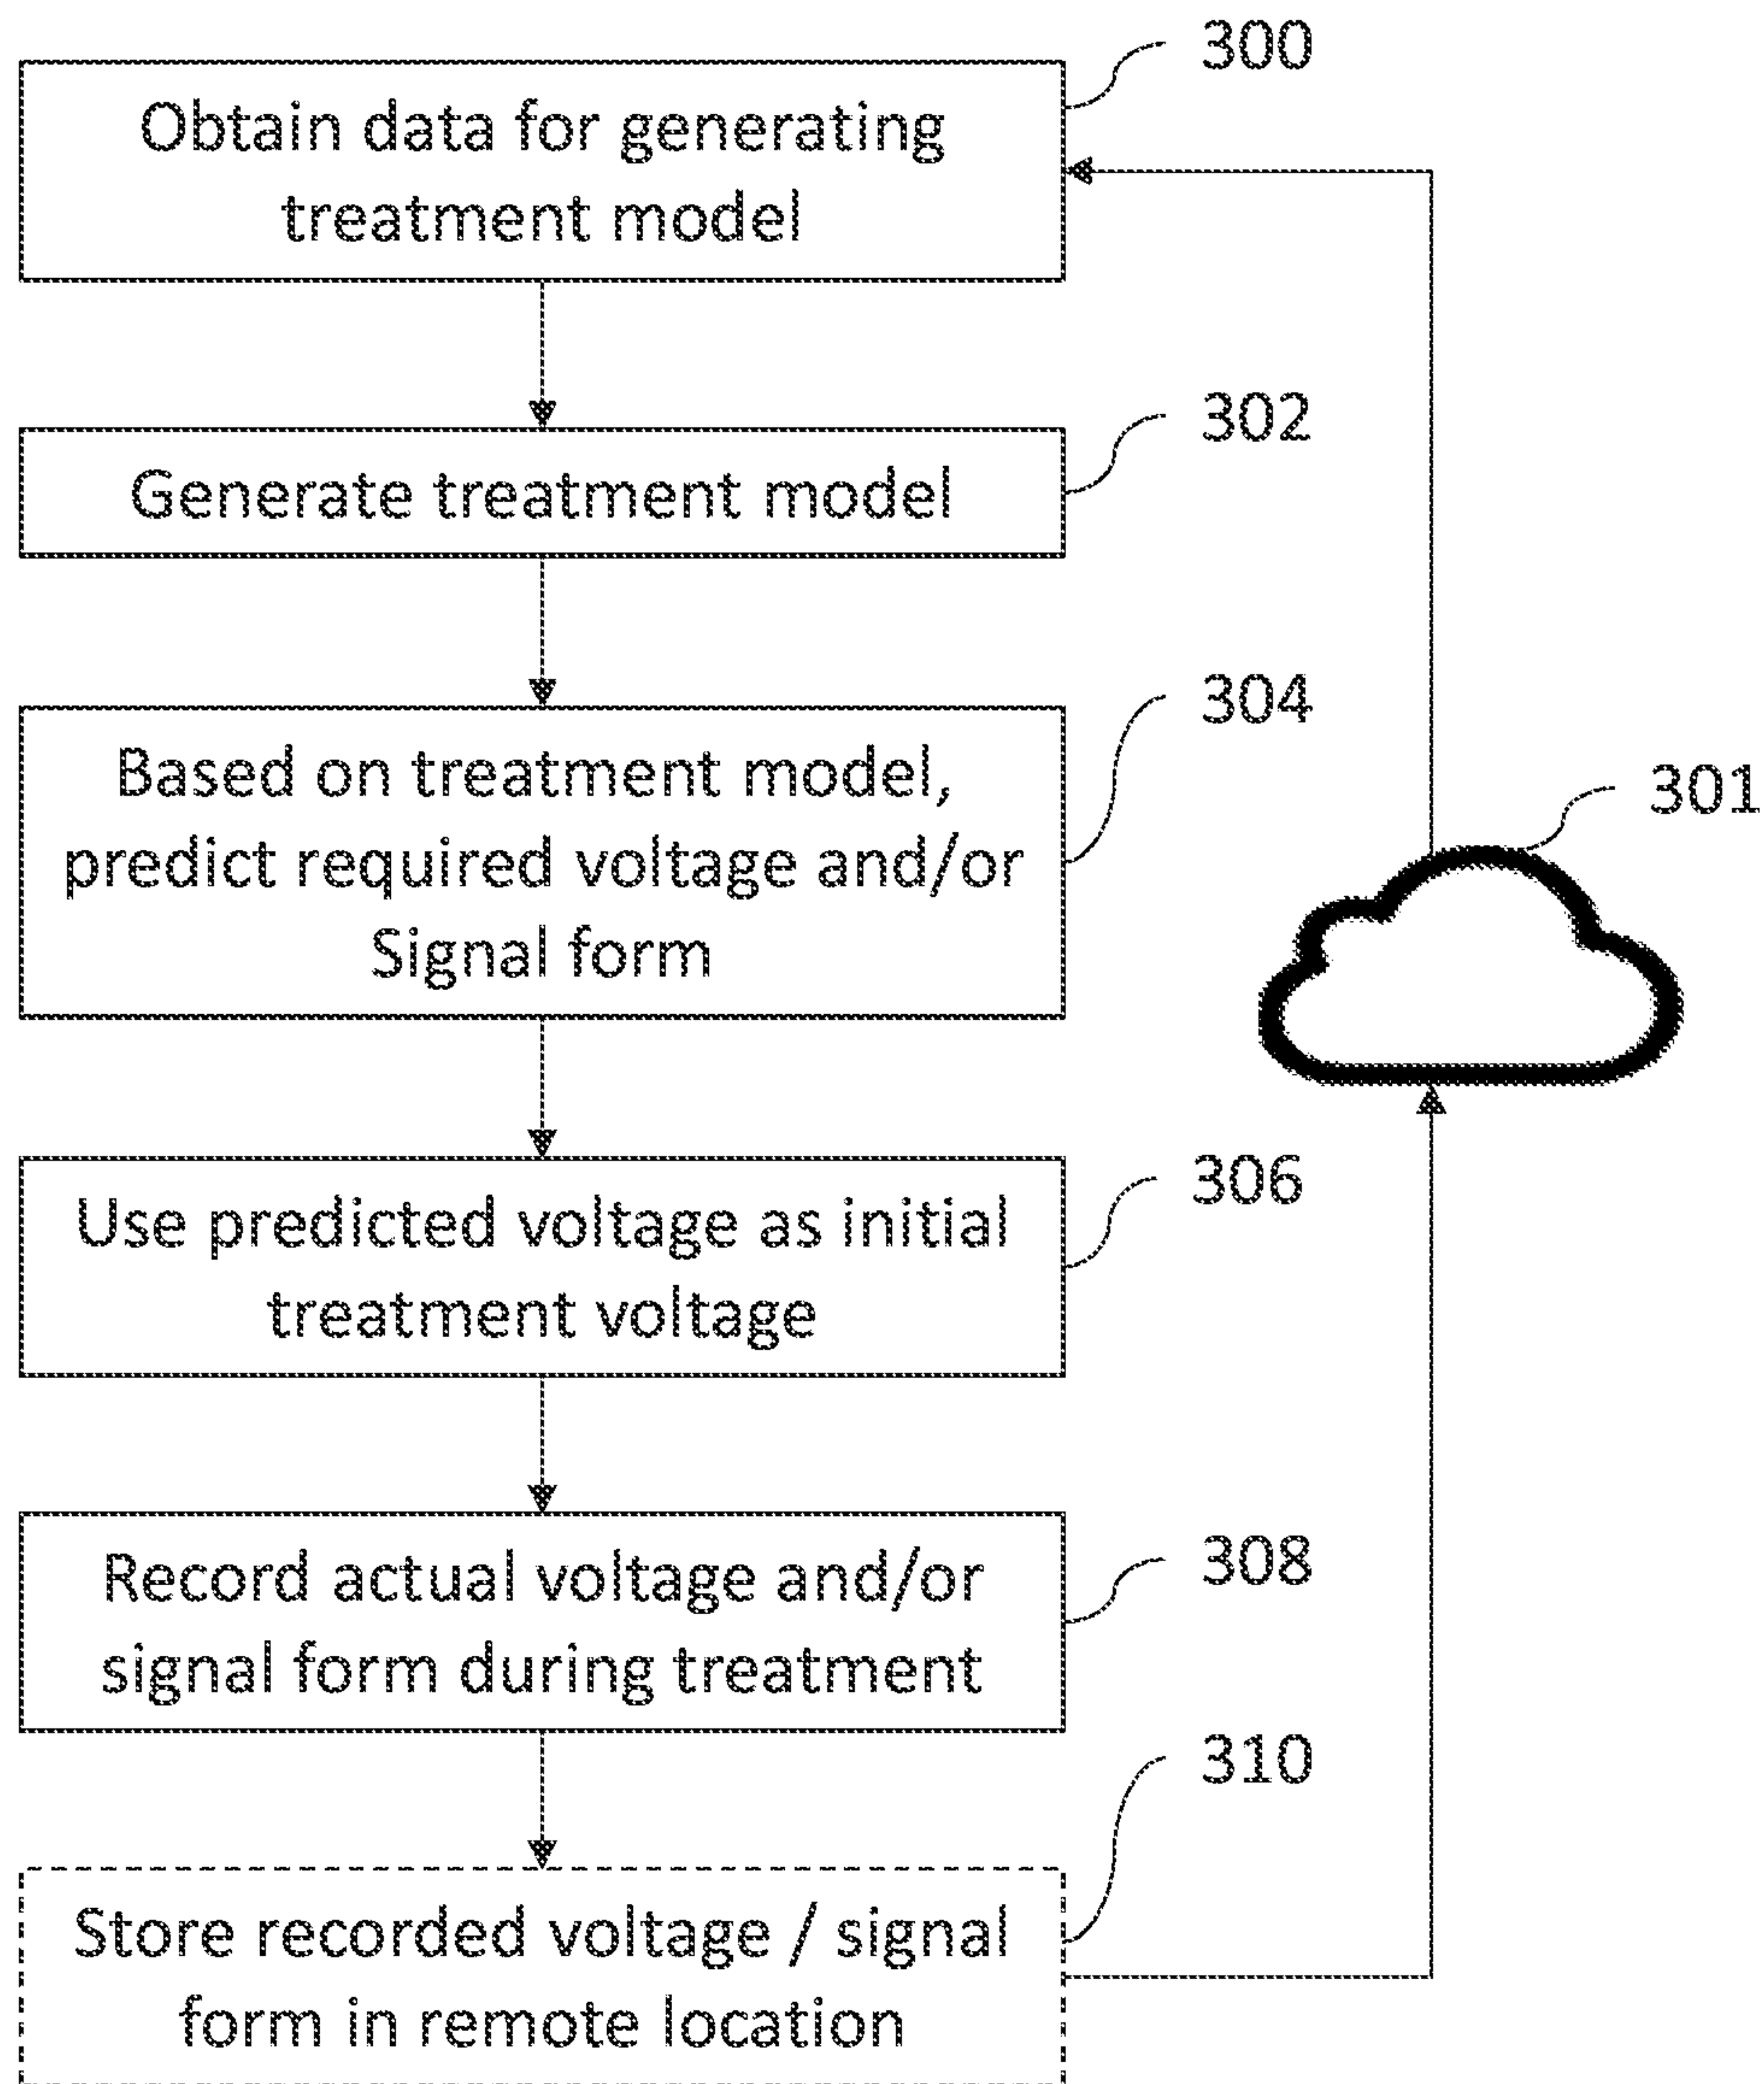 300
Obtain data for generating
treatment model
302
Generate treatment model
304
Based on treatment model,
predict required voltage and/or
Signal form
301
306
Use predicted voltage as initial
treatment voltage
308
Record actual voltage and/or
signal form during treatment
310
Store recorded voltage / signal
form in remote location